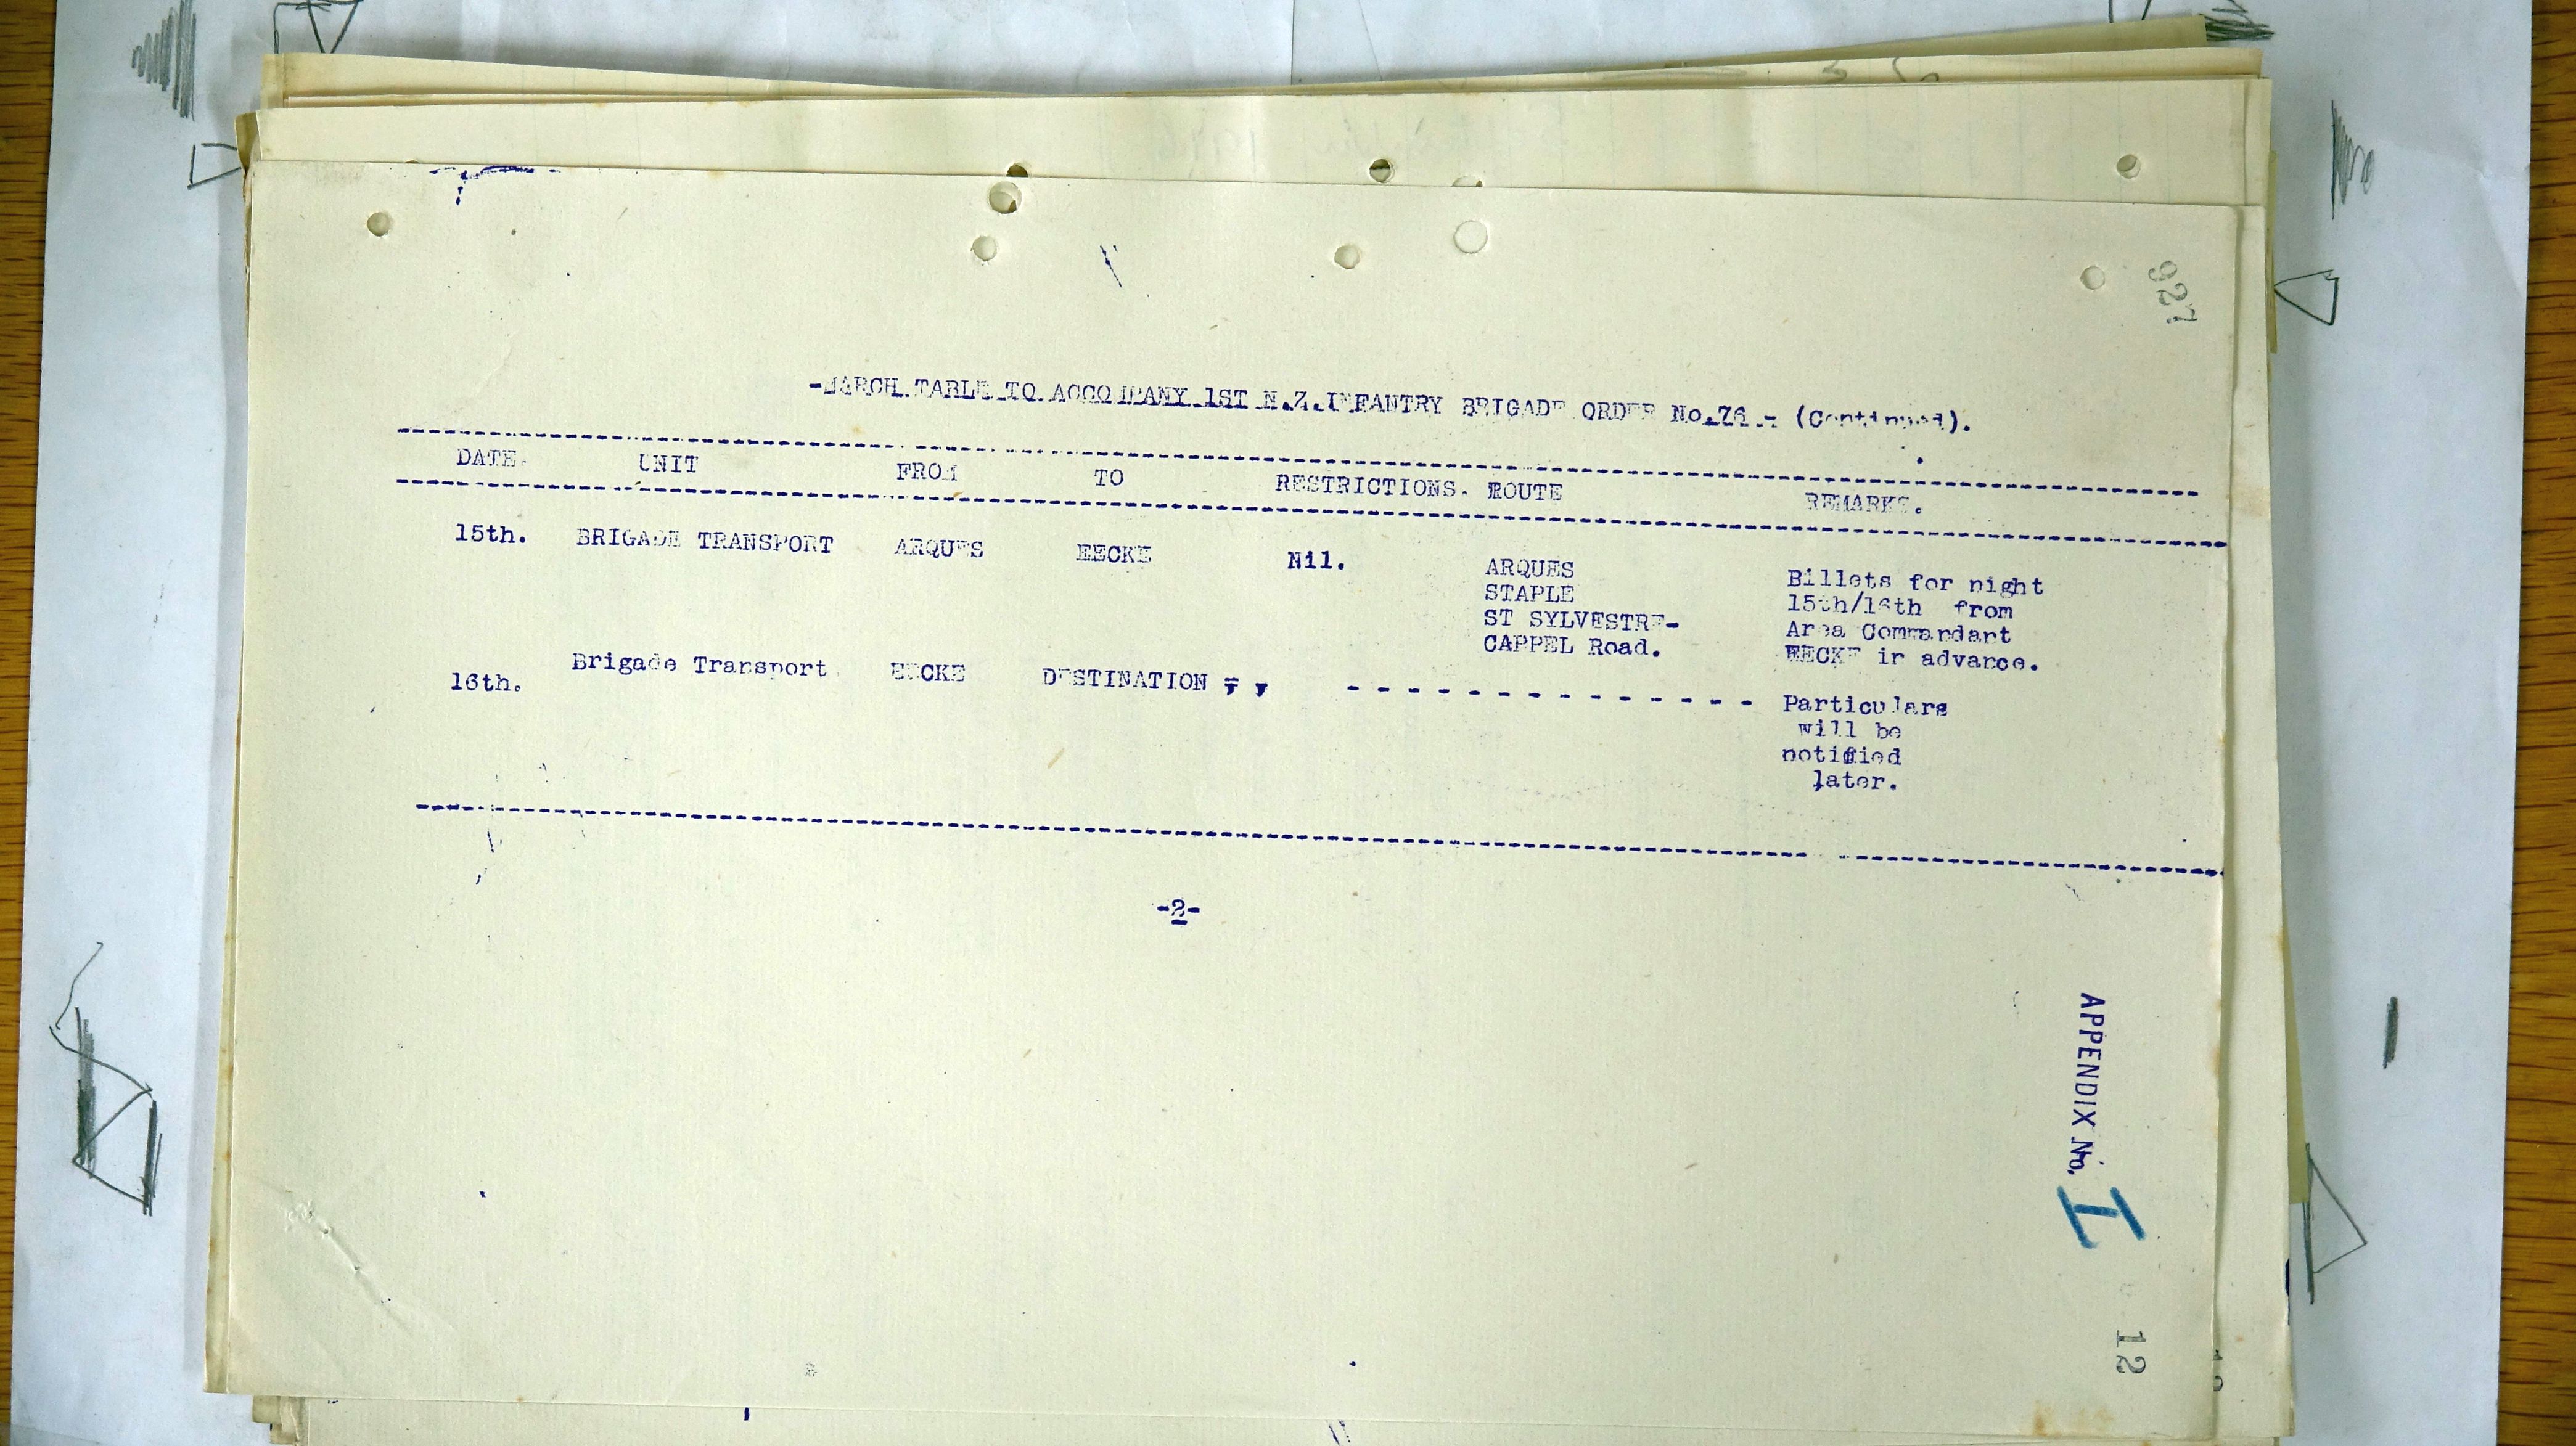 927
-MARCH TABLE TO ACCOMPANY 1ST N.Z.INFANTRY BRIGADE ORDER No.76 - (Continued).
DATE. UNIT FROM TO RESTRICTIONS. ROUTE REMARKS.
15th. BRIGADE TRANSPORT ARQUES EECKE Nil. ARQUES Billets for night
STAPLE 15th/16th from
ST SYLVESTRE- Area Commandant
CAPPEL Road. EECKE in advance.
16th. Brigade Transport EECKE DESTINATION - - - - - - - - - - - - - - Particulars
will be
notified
later.
-2-
APPENDIX No. I
12